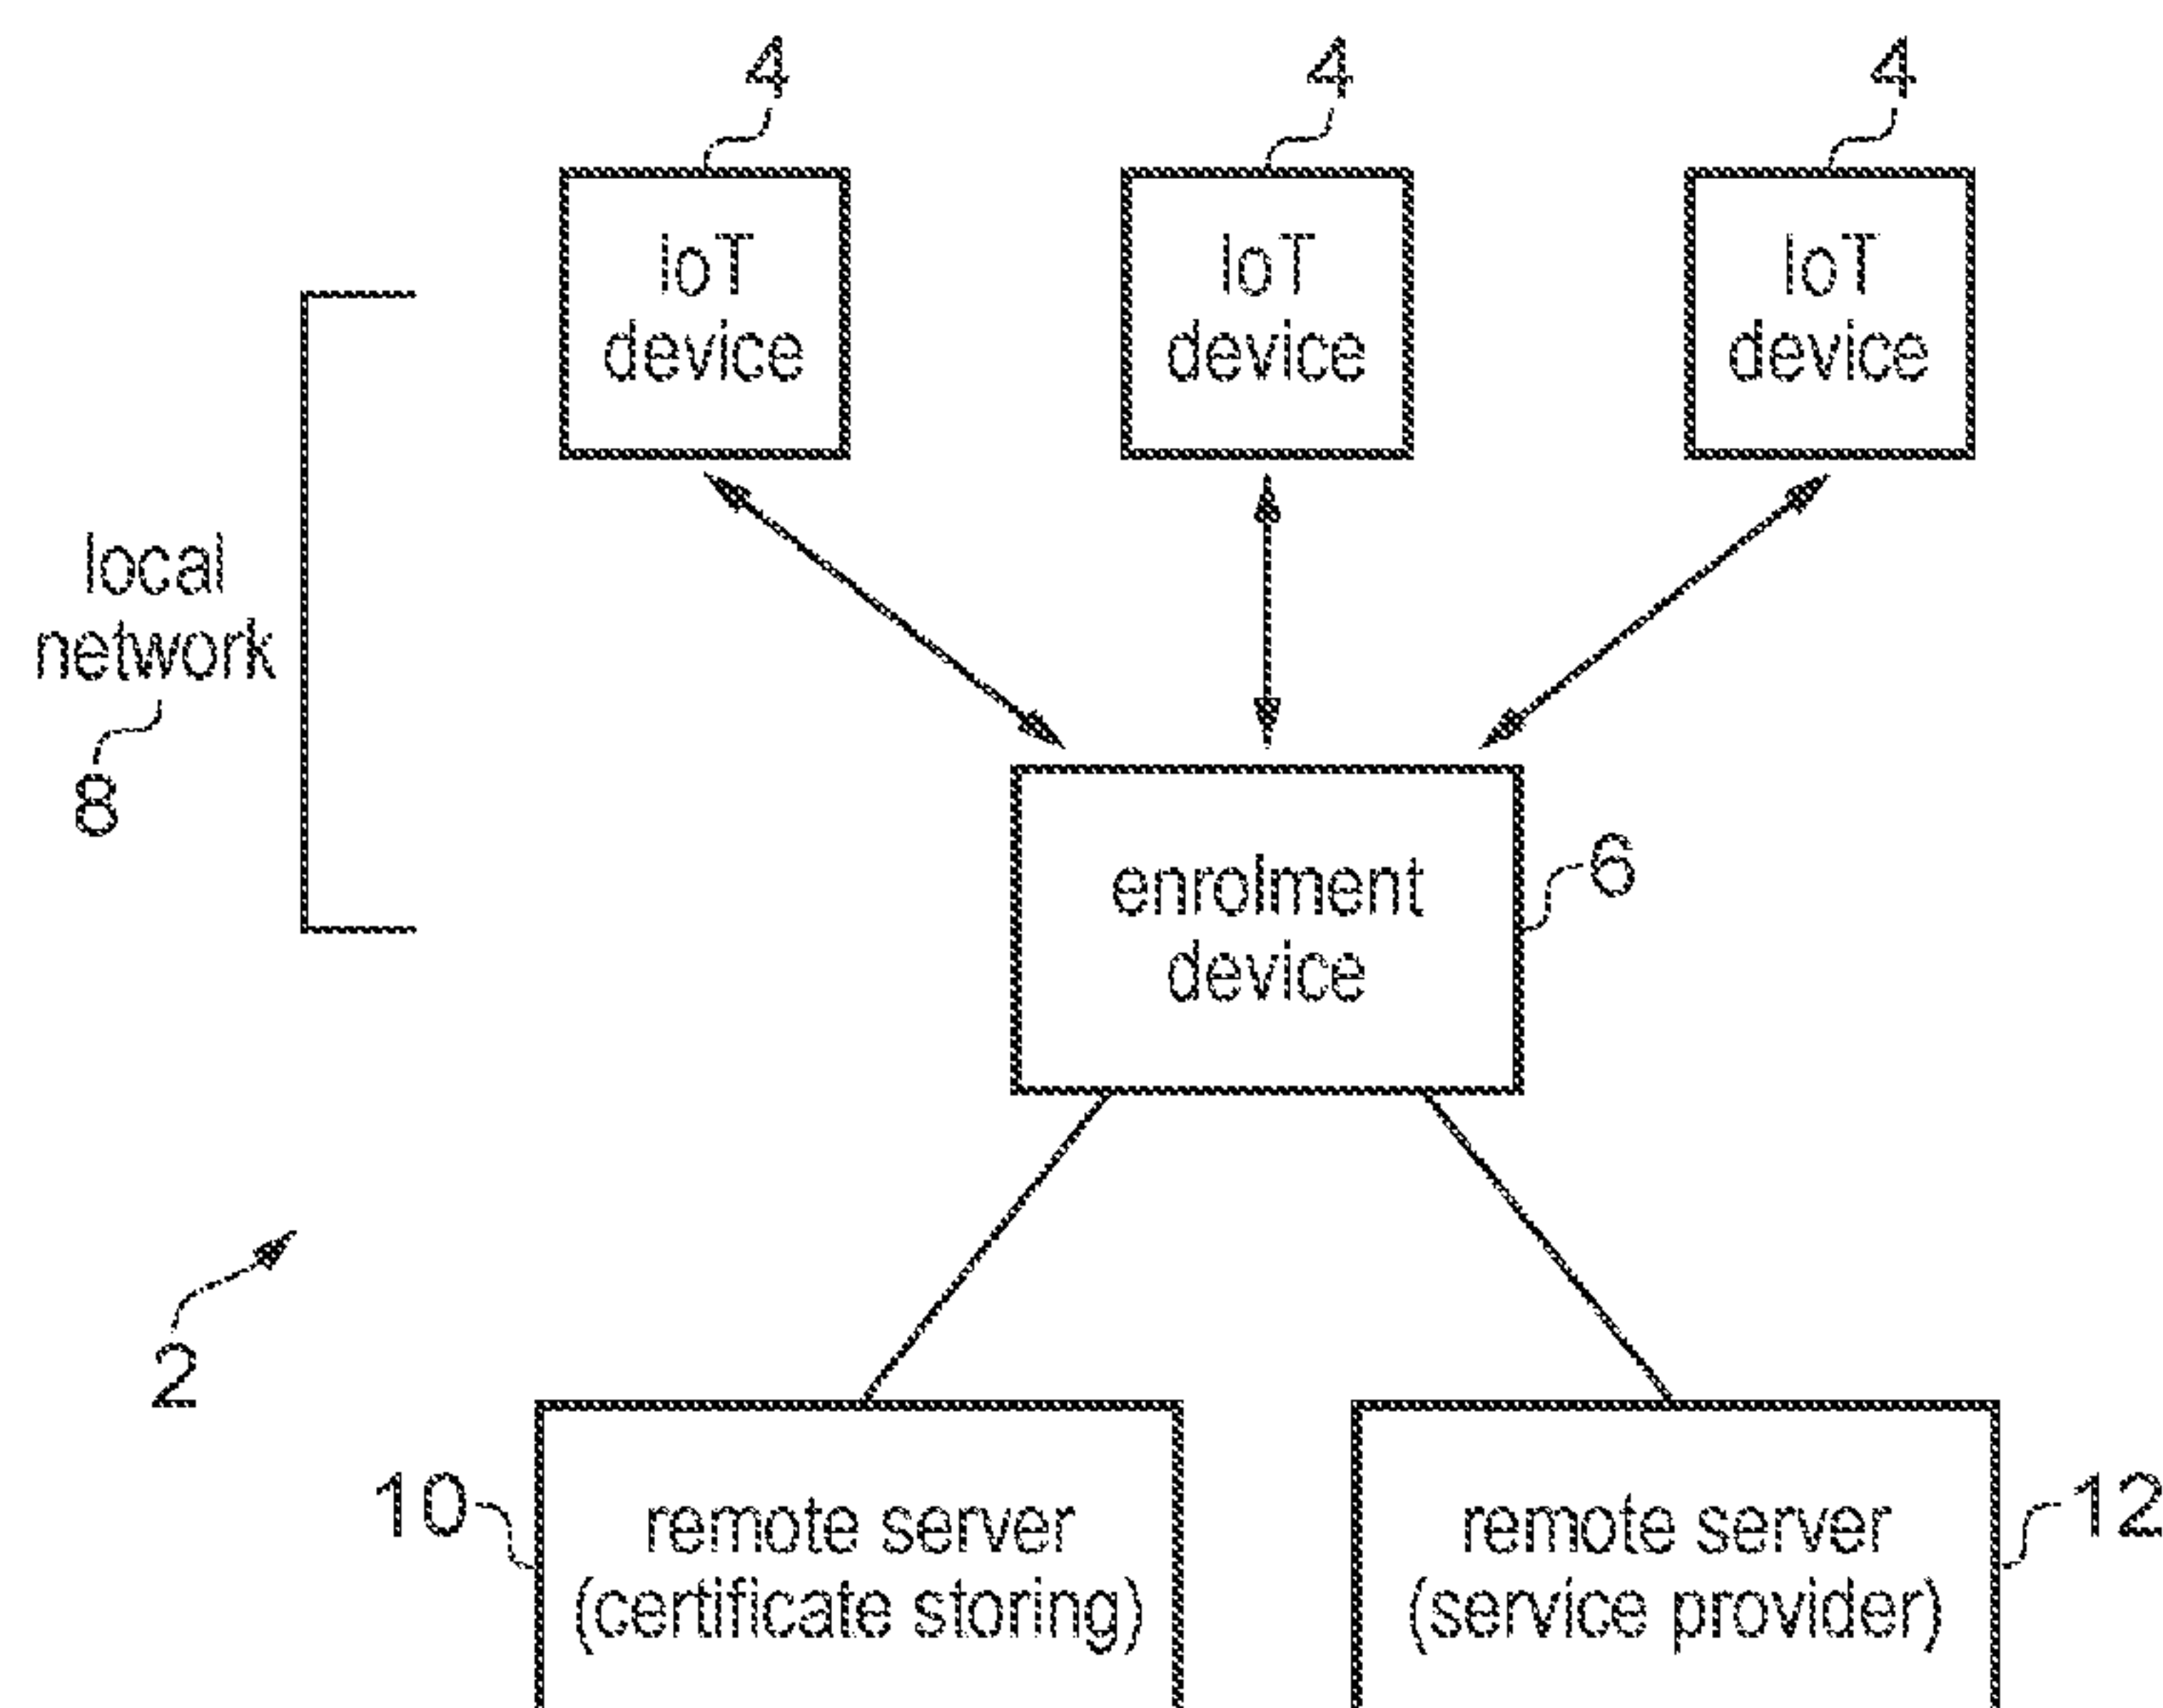 4
4
4
IoT
device
IoT
device
IoT
device
local
network
8
enrolment
device
6
2
10
remote server
(certificate storing)
remote server
(service provider)
12